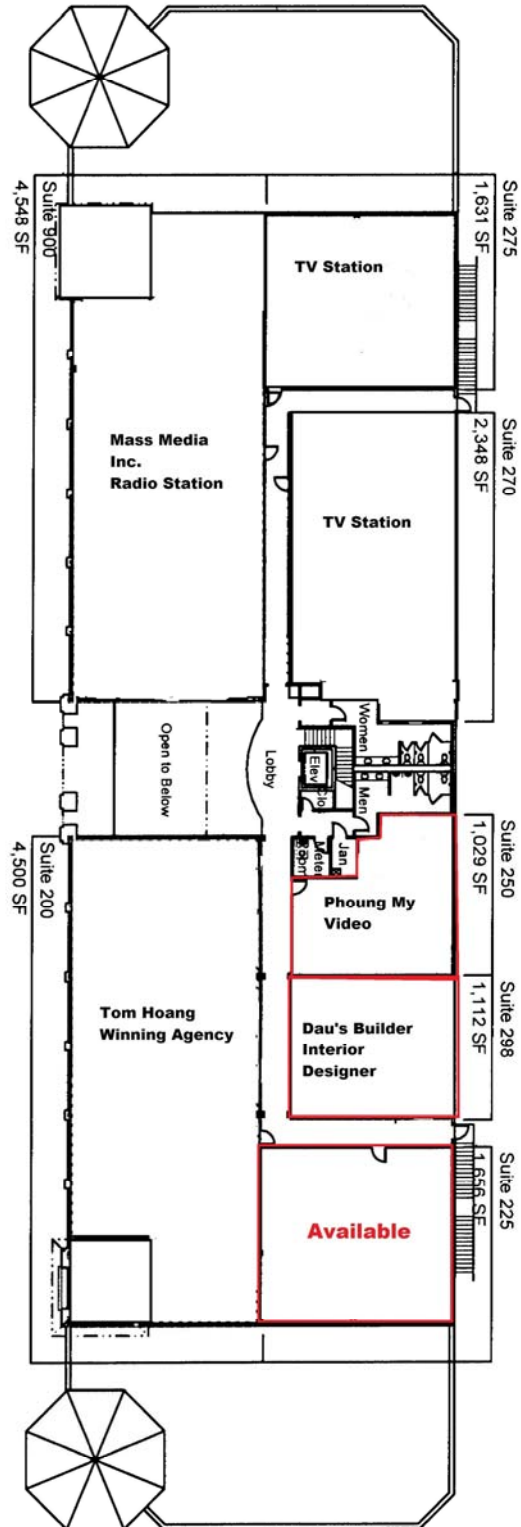 Suite 275
1,631 SF
Suite 900
4,548 SF
TV Station
Mass Media
Inc.
Radio Station
Suite 270
2,348 SF
TV Station
Women
Men
Elev
Clo
Lobby
Open to Below
Jan
Meter
Room
Suite 250
1,029 SF
Phoung My
Video
Suite 200
4,500 SF
Tom Hoang
Winning Agency
Suite 298
1,112 SF
Dau's Builder
Interior
Designer
Suite 225
1,656 SF
Available